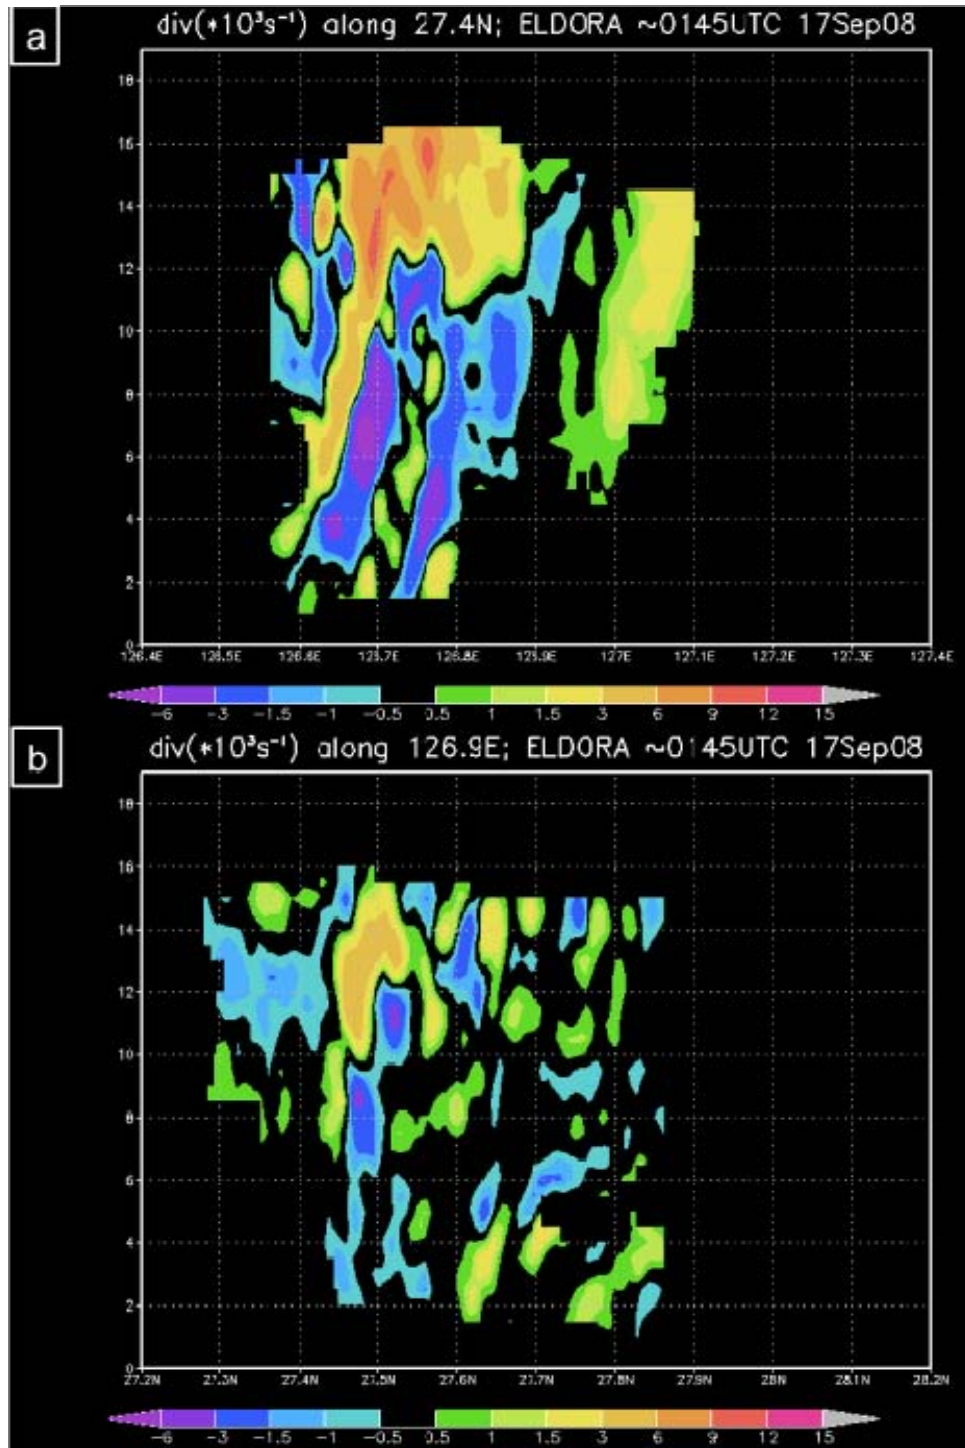 a
div(*10³s⁻¹) along 27.4N; ELDORA ~0145UTC 17Sep08
18
16
14
12
10
8
6
4
2
0
126.4E 126.5E 126.6E 126.7E 126.8E 126.9E 127E 127.1E 127.2E 127.3E 127.4E
-6 -3 -1.5 -1 -0.5 0.5 1 1.5 3 6 9 12 15
b
div(*10³s⁻¹) along 126.9E; ELDORA ~0145UTC 17Sep08
18
16
14
12
10
8
6
4
2
0
27.2N 27.3N 27.4N 27.5N 27.6N 27.7N 27.8N 27.9N 28N 28.1N 28.2N
-6 -3 -1.5 -1 -0.5 0.5 1 1.5 3 6 9 12 15